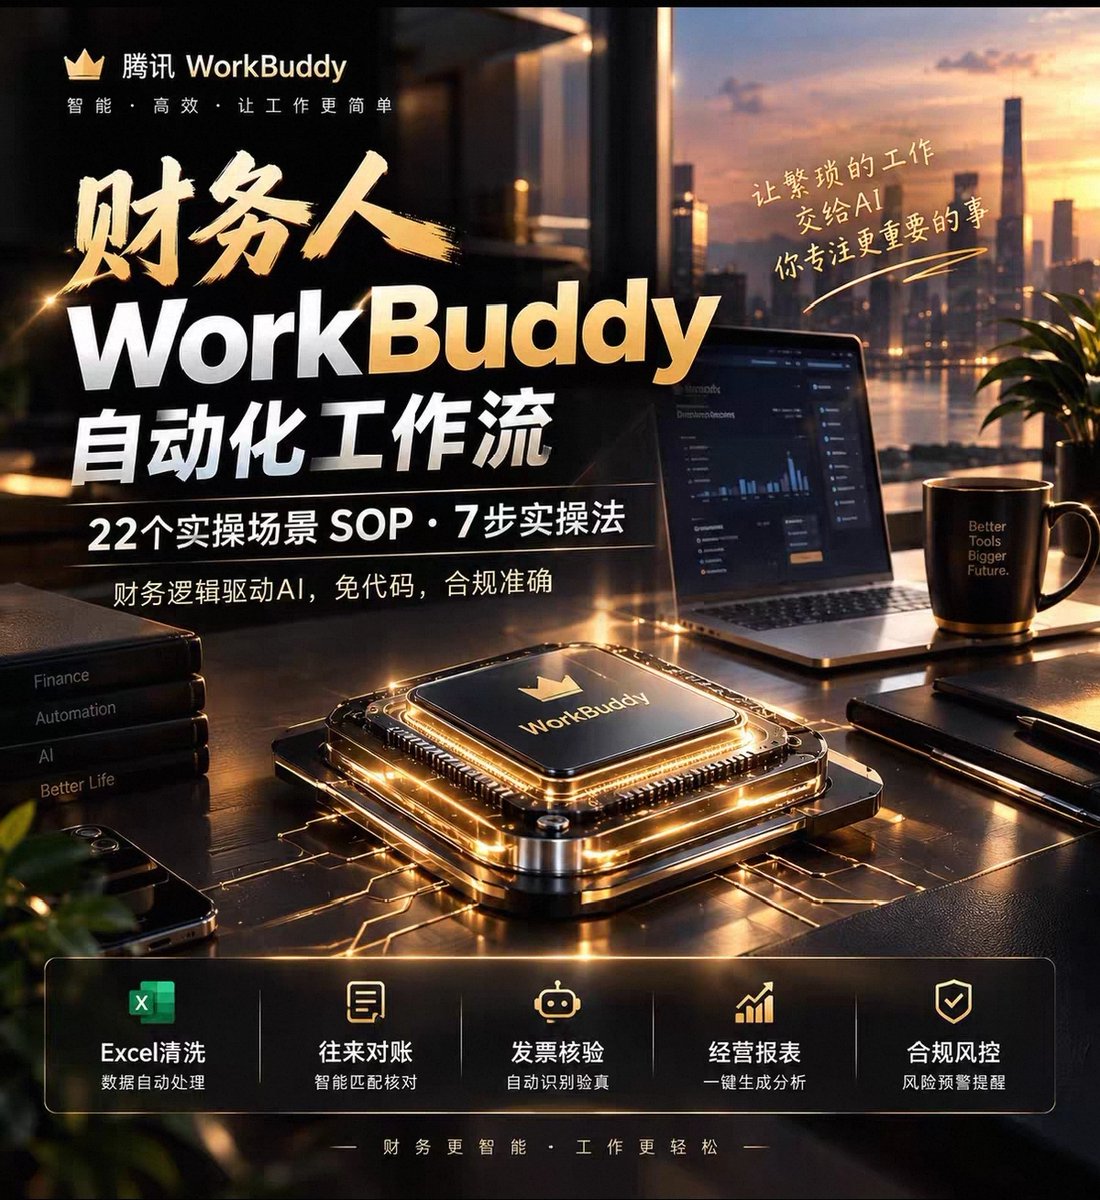 腾讯 WorkBuddy
智能 · 高效 · 让工作更简单
让繁琐的工作
交给AI
你专注更重要的事
财务人
WorkBuddy
自动化工作流
22个实操场景 SOP · 7步实操法
财务逻辑驱动AI，免代码，合规准确
Better
Tools
Bigger
Future.
Finance
Automation
AI
Better Life
WorkBuddy
Excel清洗
数据自动处理
往来对账
智能匹配核对
发票核验
自动识别验真
经营报表
一键生成分析
合规风控
风险预警提醒
财务更智能 · 工作更轻松